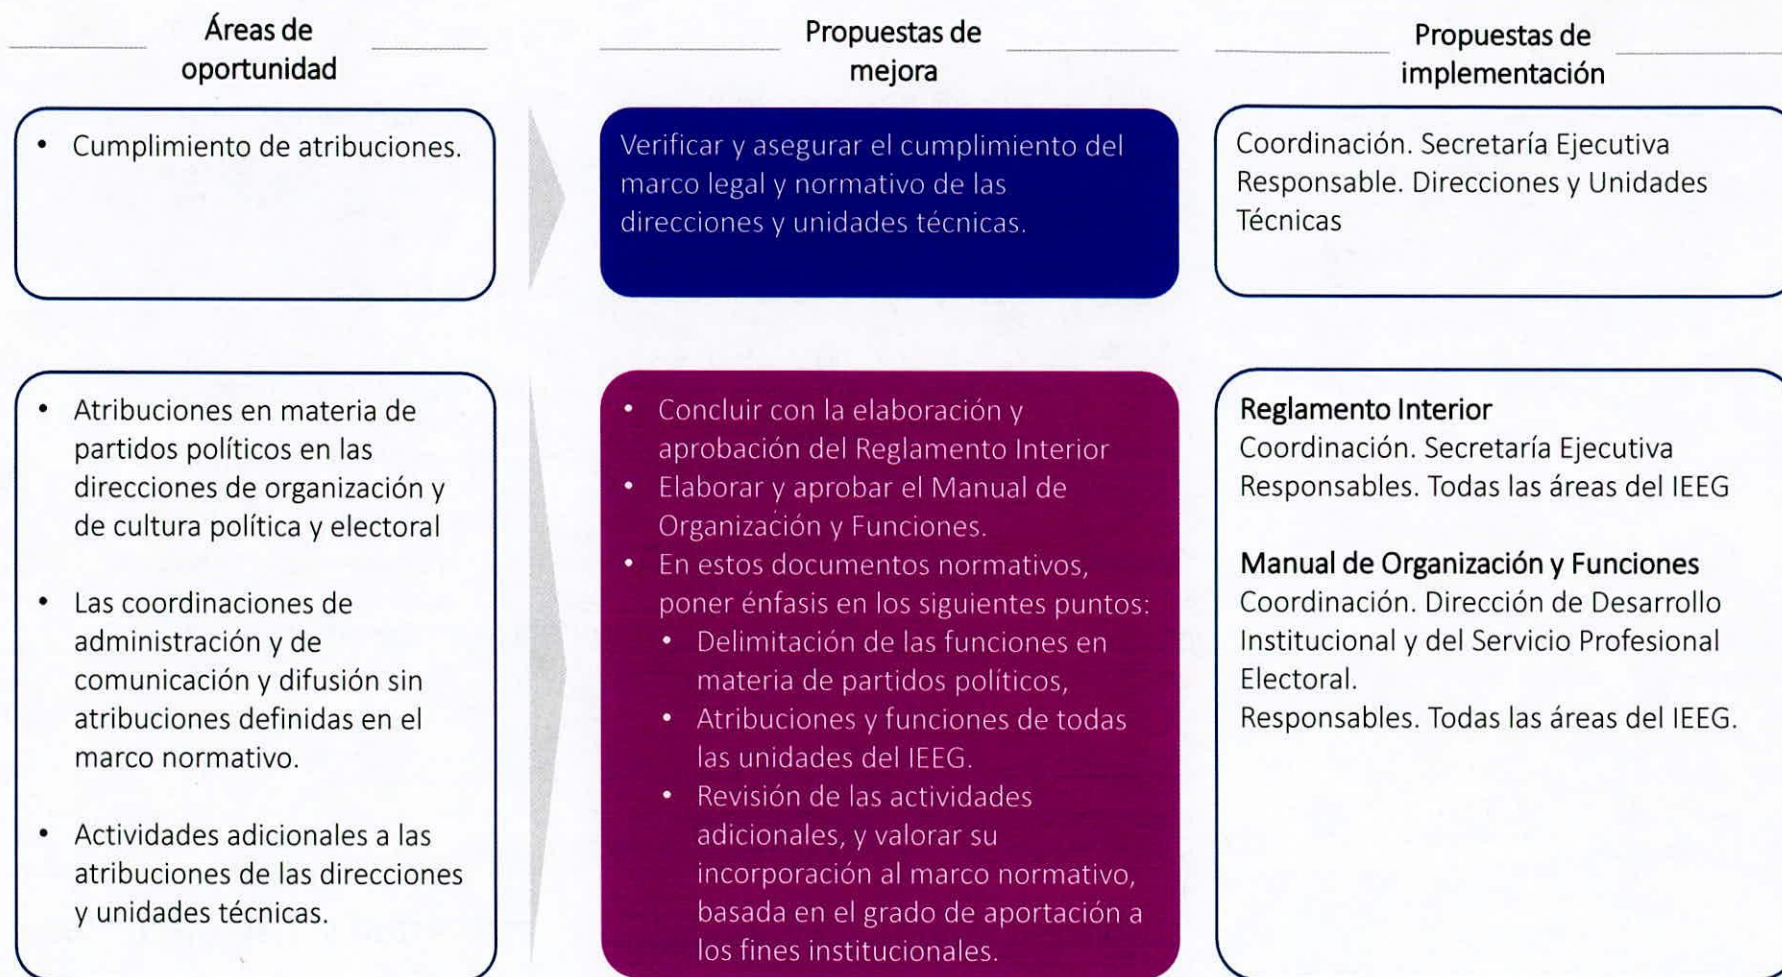 Áreas de
oportunidad
Propuestas de
mejora
Propuestas de
implementación
• Cumplimiento de atribuciones.
Verificar y asegurar el cumplimiento del
marco legal y normativo de las
direcciones y unidades técnicas.
Coordinación. Secretaría Ejecutiva
Responsable. Direcciones y Unidades
Técnicas
• Atribuciones en materia de
partidos políticos en las
direcciones de organización y
de cultura política y electoral
• Las coordinaciones de
administración y de
comunicación y difusión sin
atribuciones definidas en el
marco normativo.
• Actividades adicionales a las
atribuciones de las direcciones
y unidades técnicas.
• Concluir con la elaboración y
aprobación del Reglamento Interior
• Elaborar y aprobar el Manual de
Organización y Funciones.
• En estos documentos normativos,
poner énfasis en los siguientes puntos:
• Delimitación de las funciones en
materia de partidos políticos,
• Atribuciones y funciones de todas
las unidades del IEEG.
• Revisión de las actividades
adicionales, y valorar su
incorporación al marco normativo,
basada en el grado de aportación a
los fines institucionales.
Reglamento Interior
Coordinación. Secretaría Ejecutiva
Responsables. Todas las áreas del IEEG
Manual de Organización y Funciones
Coordinación. Dirección de Desarrollo
Institucional y del Servicio Profesional
Electoral.
Responsables. Todas las áreas del IEEG.